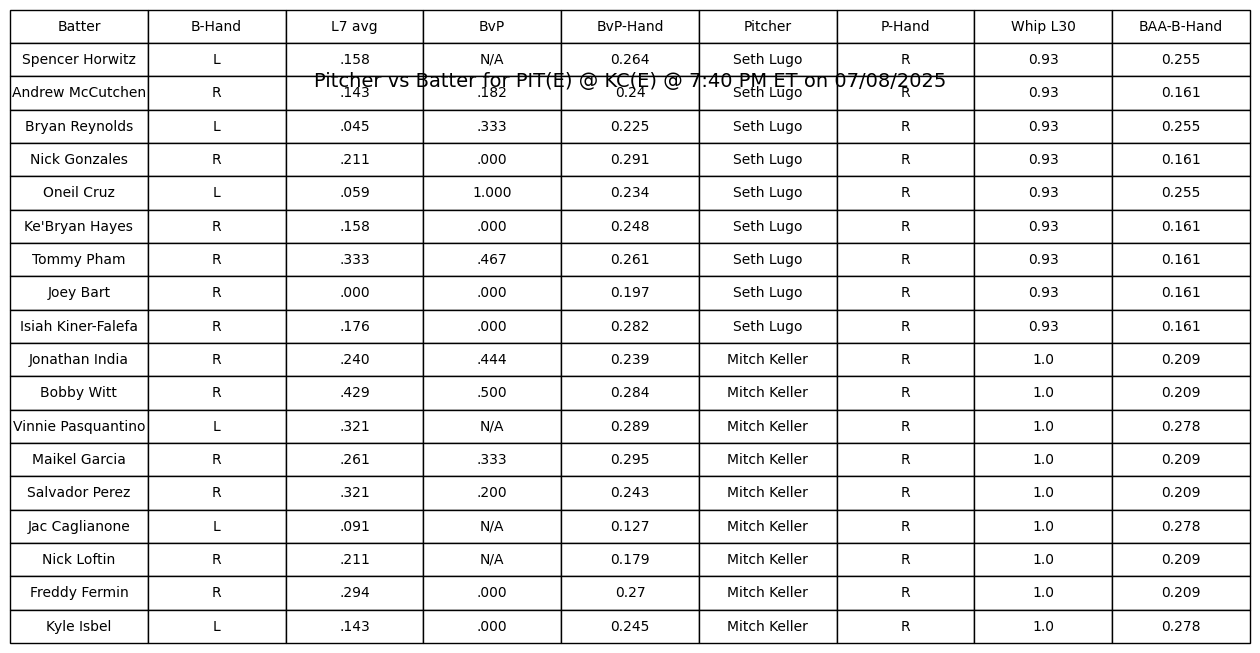 Batter B-Hand L7 avg BvP BvP-Hand Pitcher P-Hand Whip L30 BAA-B-Hand
Spencer Horwitz L .158 N/A 0.264 Seth Lugo R 0.93 0.255
Pitcher vs Batter for PIT(E) @ KC(E) @ 7:40 PM ET on 07/08/2025
Andrew McCutchen R .143 .182 0.24 Seth Lugo R 0.93 0.161
Bryan Reynolds L .045 .333 0.225 Seth Lugo R 0.93 0.255
Nick Gonzales R .211 .000 0.291 Seth Lugo R 0.93 0.161
Oneil Cruz L .059 1.000 0.234 Seth Lugo R 0.93 0.255
Ke'Bryan Hayes R .158 .000 0.248 Seth Lugo R 0.93 0.161
Tommy Pham R .333 .467 0.261 Seth Lugo R 0.93 0.161
Joey Bart R .000 .000 0.197 Seth Lugo R 0.93 0.161
Isiah Kiner-Falefa R .176 .000 0.282 Seth Lugo R 0.93 0.161
Jonathan India R .240 .444 0.239 Mitch Keller R 1.0 0.209
Bobby Witt R .429 .500 0.284 Mitch Keller R 1.0 0.209
Vinnie Pasquantino L .321 N/A 0.289 Mitch Keller R 1.0 0.278
Maikel Garcia R .261 .333 0.295 Mitch Keller R 1.0 0.209
Salvador Perez R .321 .200 0.243 Mitch Keller R 1.0 0.209
Jac Caglianone L .091 N/A 0.127 Mitch Keller R 1.0 0.278
Nick Loftin R .211 N/A 0.179 Mitch Keller R 1.0 0.209
Freddy Fermin R .294 .000 0.27 Mitch Keller R 1.0 0.209
Kyle Isbel L .143 .000 0.245 Mitch Keller R 1.0 0.278